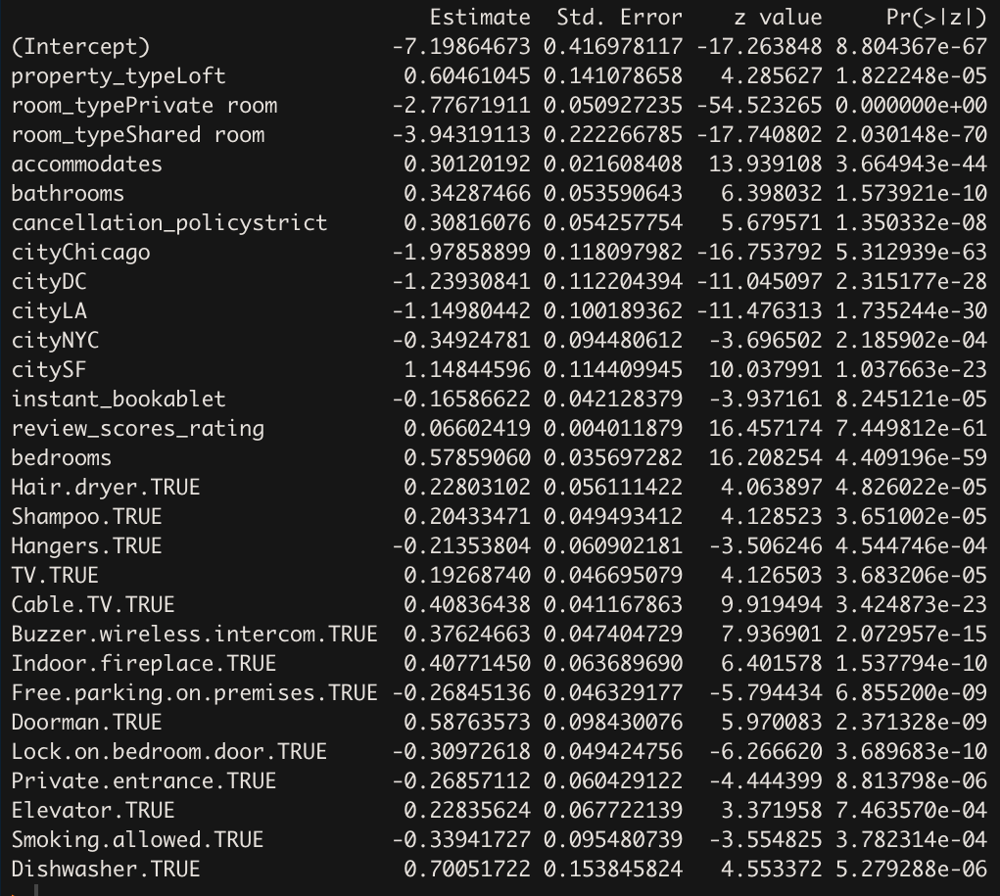 Estimate Std. Error z value Pr(>|z|)
(Intercept) -7.19864673 0.416978117 -17.263848 8.804367e-67
property_typeLoft 0.60461045 0.141078658 4.285627 1.822248e-05
room_typePrivate room -2.77671911 0.050927235 -54.523265 0.000000e+00
room_typeShared room -3.94319113 0.222266785 -17.740802 2.030148e-70
accommodates 0.30120192 0.021608408 13.939108 3.664943e-44
bathrooms 0.34287466 0.053590643 6.398032 1.573921e-10
cancellation_policystrict 0.30816076 0.054257754 5.679571 1.350332e-08
cityChicago -1.97858899 0.118097982 -16.753792 5.312939e-63
cityDC -1.23930841 0.112204394 -11.045097 2.315177e-28
cityLA -1.14980442 0.100189362 -11.476313 1.735244e-30
cityNYC -0.34924781 0.094480612 -3.696502 2.185902e-04
citySF 1.14844596 0.114409945 10.037991 1.037663e-23
instant_bookablet -0.16586622 0.042128379 -3.937161 8.245121e-05
review_scores_rating 0.06602419 0.004011879 16.457174 7.449812e-61
bedrooms 0.57859060 0.035697282 16.208254 4.409196e-59
Hair.dryer.TRUE 0.22803102 0.056111422 4.063897 4.826022e-05
Shampoo.TRUE 0.20433471 0.049493412 4.128523 3.651002e-05
Hangers.TRUE -0.21353804 0.060902181 -3.506246 4.544746e-04
TV.TRUE 0.19268740 0.046695079 4.126503 3.683206e-05
Cable.TV.TRUE 0.40836438 0.041167863 9.919494 3.424873e-23
Buzzer.wireless.intercom.TRUE 0.37624663 0.047404729 7.936901 2.072957e-15
Indoor.fireplace.TRUE 0.40771450 0.063689690 6.401578 1.537794e-10
Free.parking.on.premises.TRUE -0.26845136 0.046329177 -5.794434 6.855200e-09
Doorman.TRUE 0.58763573 0.098430076 5.970083 2.371328e-09
Lock.on.bedroom.door.TRUE -0.30972618 0.049424756 -6.266620 3.689683e-10
Private.entrance.TRUE -0.26857112 0.060429122 -4.444399 8.813798e-06
Elevator.TRUE 0.22835624 0.067722139 3.371958 7.463570e-04
Smoking.allowed.TRUE -0.33941727 0.095480739 -3.554825 3.782314e-04
Dishwasher.TRUE 0.70051722 0.153845824 4.553372 5.279288e-06